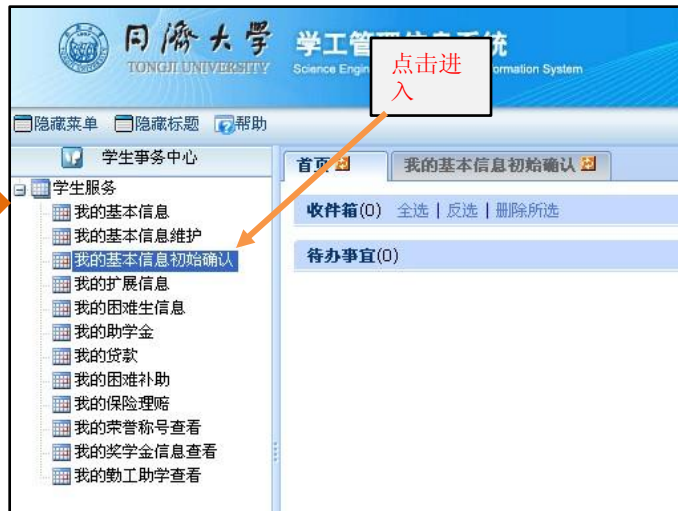 同濟大学
TONGJI UNIVERSITY
学工管 统
Science Engin ormation System
点击进
入
隐藏菜单 隐藏标题 帮助
学生事务中心
首页 我的基本信息初始确认
学生服务
我的基本信息
我的基本信息维护
我的基本信息初始确认
我的扩展信息
我的困难生信息
我的助学金
我的贷款
我的困难补助
我的保险理赔
我的荣誉称号查看
我的奖学金信息查看
我的勤工助学查看
收件箱(0) 全选 | 反选 | 删除所选
待办事宜(0)